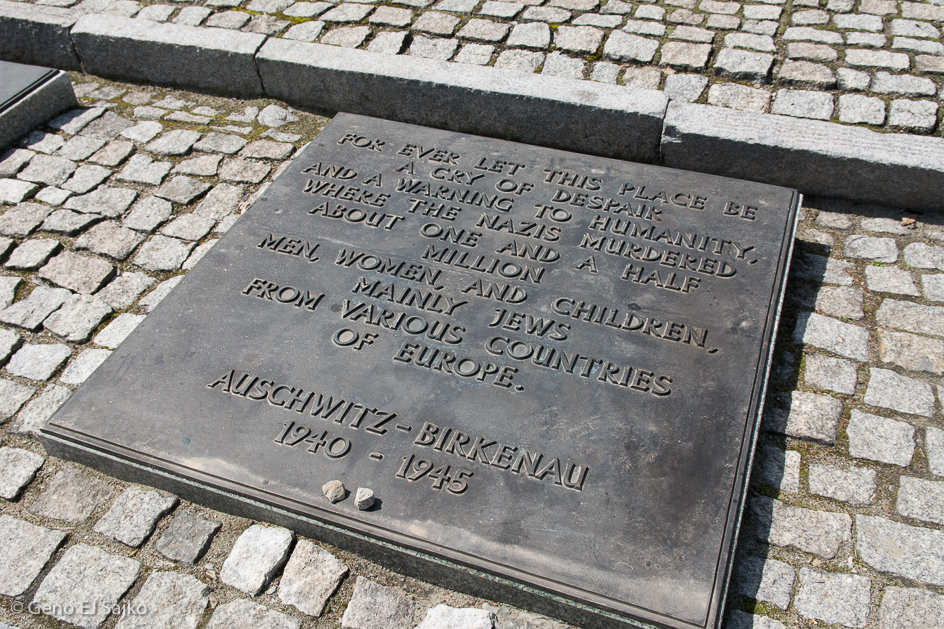 FOR EVER LET THIS PLACE BE
A CRY OF DESPAIR
AND A WARNING TO HUMANITY,
WHERE THE NAZIS MURDERED
ABOUT ONE AND A HALF
MILLION
MEN, WOMEN, AND CHILDREN,
MAINLY JEWS
FROM VARIOUS COUNTRIES
OF EUROPE.
AUSCHWITZ-BIRKENAU
1940 - 1945
© Geno EJ Sajko